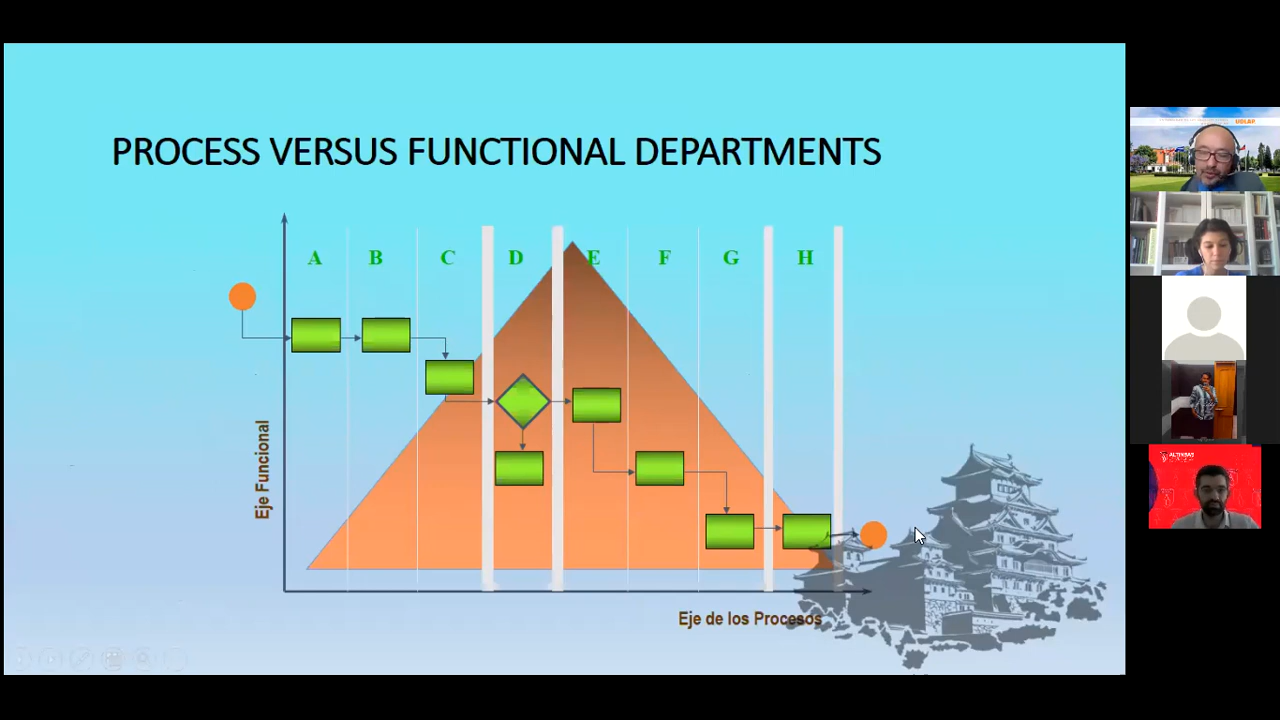 PROCESS VERSUS FUNCTIONAL DEPARTMENTS
A B C D E F G H
Eje Funcional
Eje de los Procesos
UDLAP